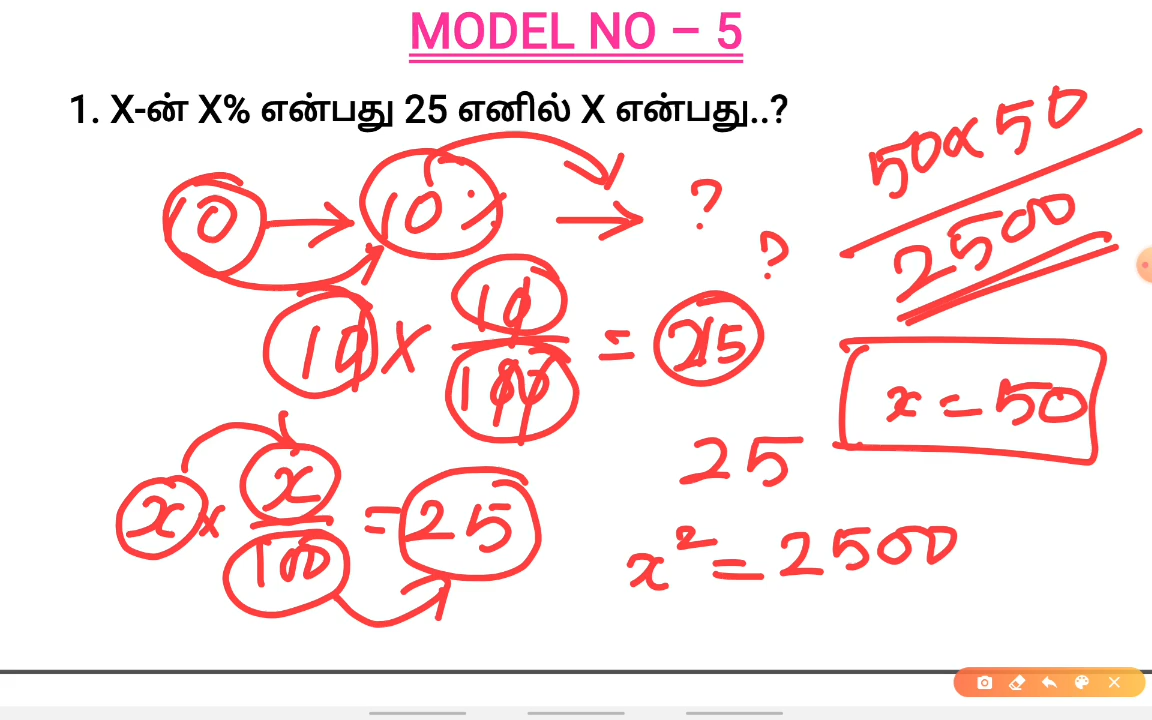 MODEL NO – 5
1. X-ன் X% என்பது 25 எனில் X என்பது..?
50 x 50
2500
10 → 10% → ?
?
10 x 10/100 = 25
x = 50
25
x x x/100 = 25
x² = 2500